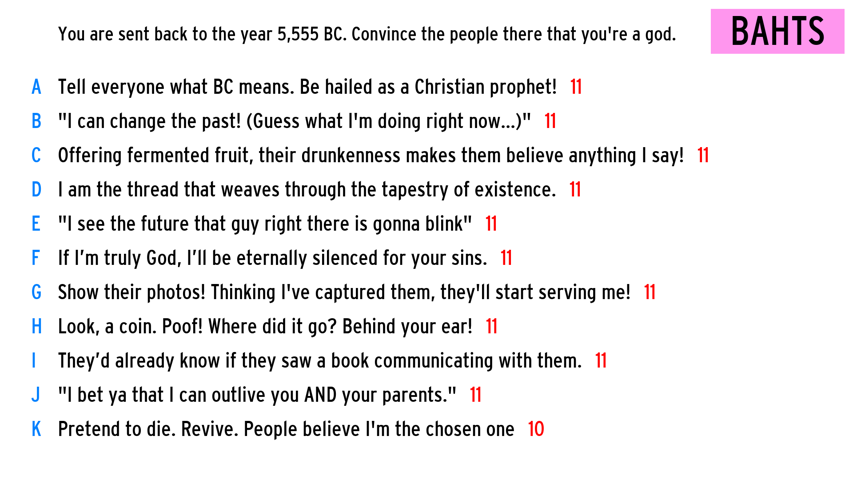 You are sent back to the year 5,555 BC. Convince the people there that you're a god.
BAHTS
A Tell everyone what BC means. Be hailed as a Christian prophet! 11
B "I can change the past! (Guess what I'm doing right now...)" 11
C Offering fermented fruit, their drunkenness makes them believe anything I say! 11
D I am the thread that weaves through the tapestry of existence. 11
E "I see the future that guy right there is gonna blink" 11
F If I’m truly God, I’ll be eternally silenced for your sins. 11
G Show their photos! Thinking I've captured them, they'll start serving me! 11
H Look, a coin. Poof! Where did it go? Behind your ear! 11
I They’d already know if they saw a book communicating with them. 11
J "I bet ya that I can outlive you AND your parents." 11
K Pretend to die. Revive. People believe I'm the chosen one 10